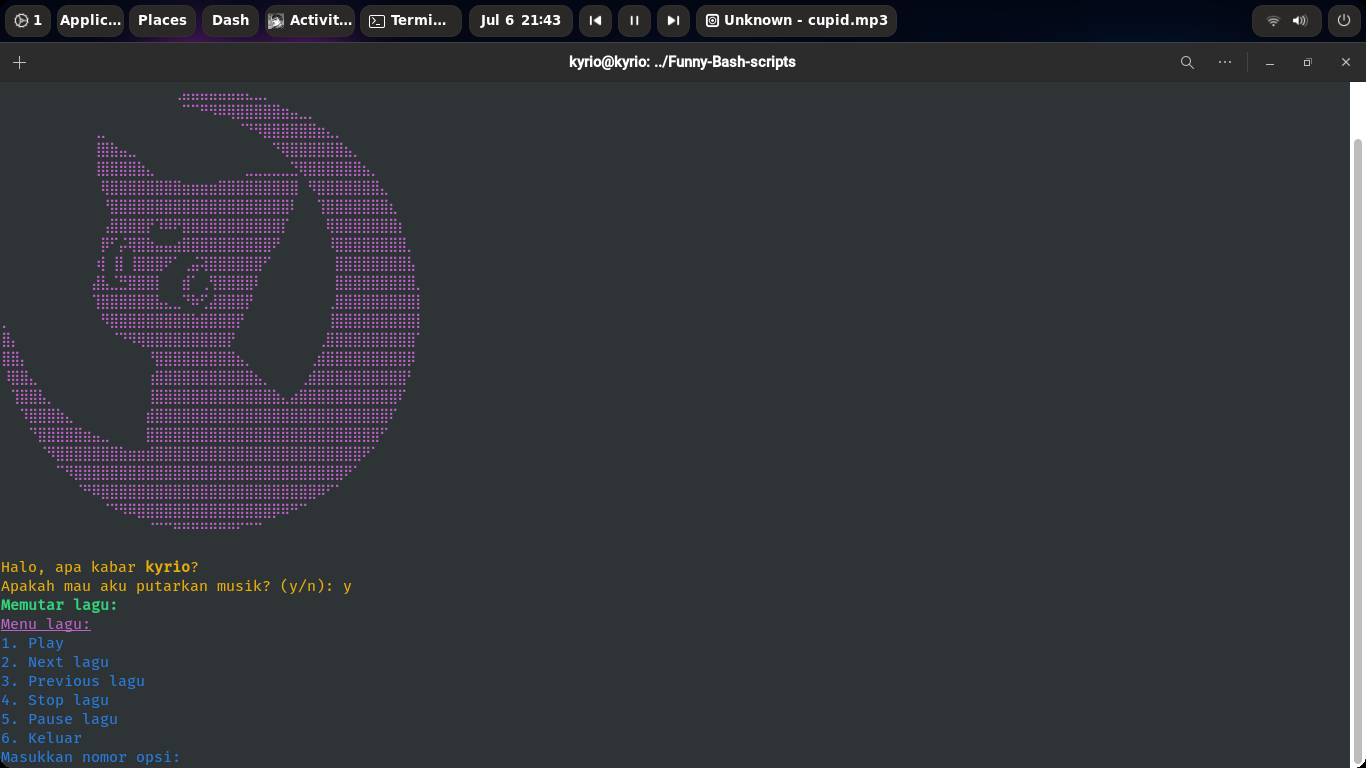 1 Applic... Places Dash Activit... Termi... Jul 6 21:43 Unknown - cupid.mp3
kyrio@kyrio: ../Funny-Bash-scripts
Halo, apa kabar kyrio?
Apakah mau aku putarkan musik? (y/n): y
Memutar lagu:
Menu lagu:
1. Play
2. Next lagu
3. Previous lagu
4. Stop lagu
5. Pause lagu
6. Keluar
Masukkan nomor opsi: